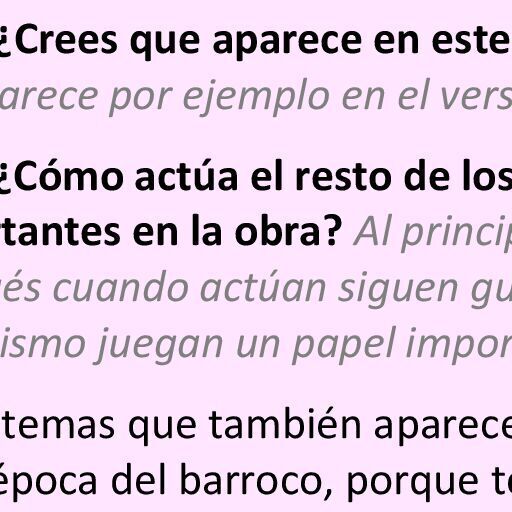 ¿Crees que aparece en este
arece por ejemplo en el vers
¿Cómo actúa el resto de los
tantes en la obra? Al princip
és cuando actúan siguen gu
ismo juegan un papel impor
temas que también aparece
época del barroco, porque t